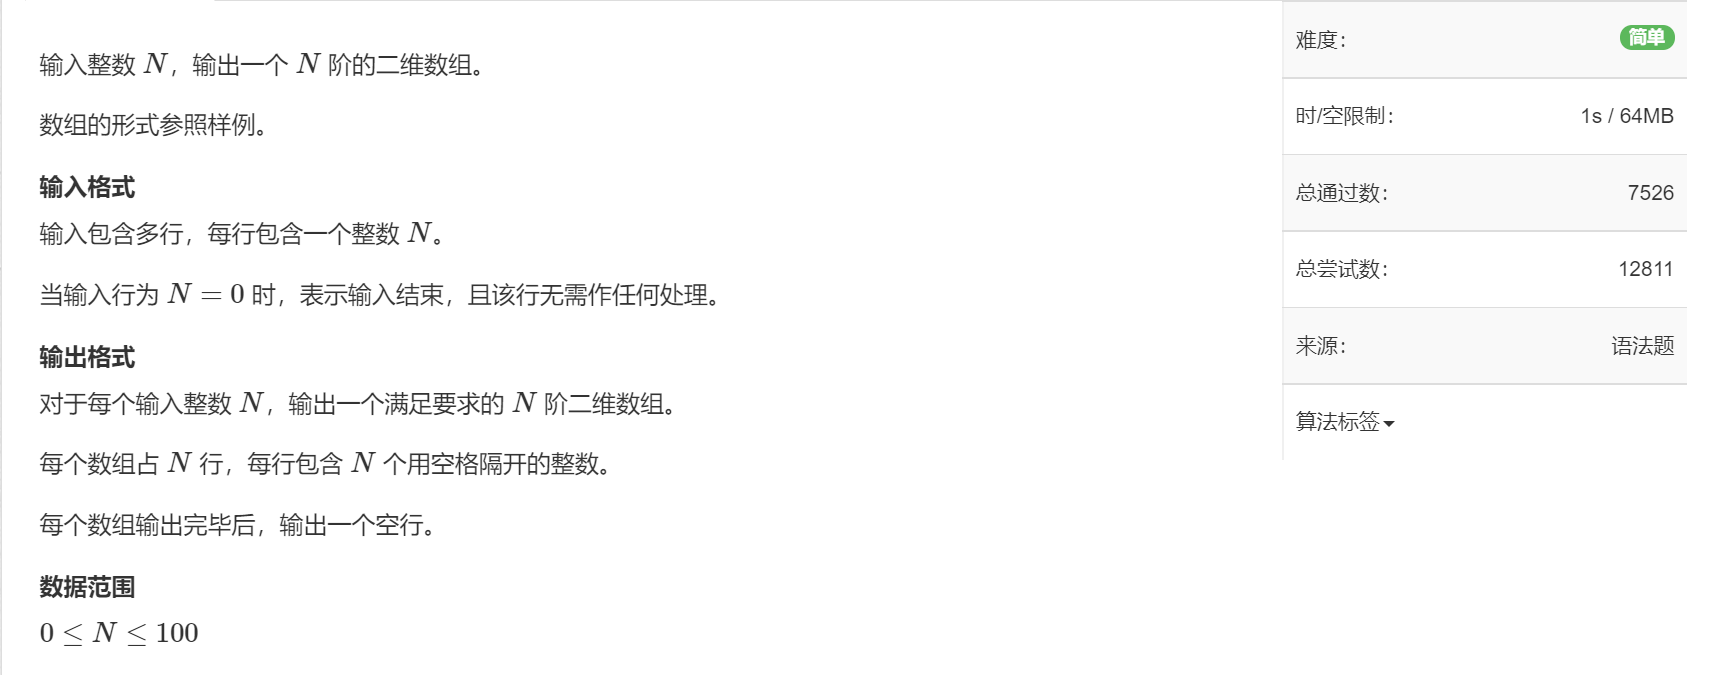 输入整数 N，输出一个 N 阶的二维数组。
数组的形式参照样例。
输入格式
输入包含多行，每行包含一个整数 N。
当输入行为 N = 0 时，表示输入结束，且该行无需作任何处理。
输出格式
对于每个输入整数 N，输出一个满足要求的 N 阶二维数组。
每个数组占 N 行，每行包含 N 个用空格隔开的整数。
每个数组输出完毕后，输出一个空行。
数据范围
0 ≤ N ≤ 100
难度： 简单
时/空限制： 1s / 64MB
总通过数： 7526
总尝试数： 12811
来源： 语法题
算法标签